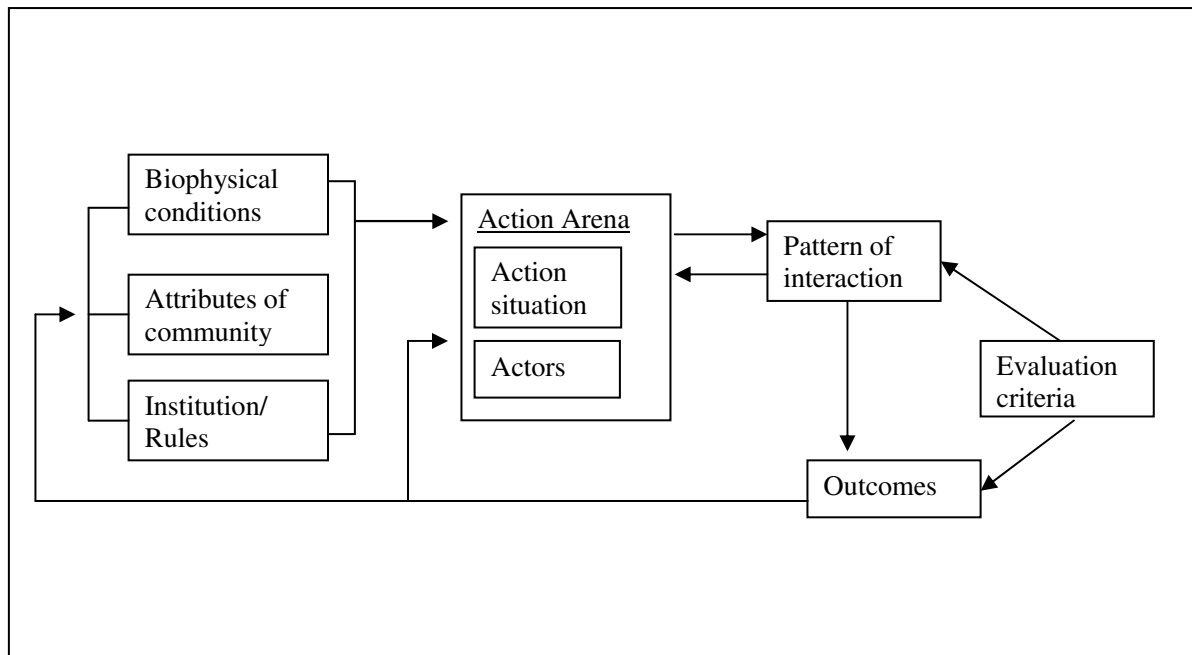 Biophysical
conditions
Attributes of
community
Institution/
Rules
Action Arena
Action
situation
Actors
Pattern of
interaction
Evaluation
criteria
Outcomes